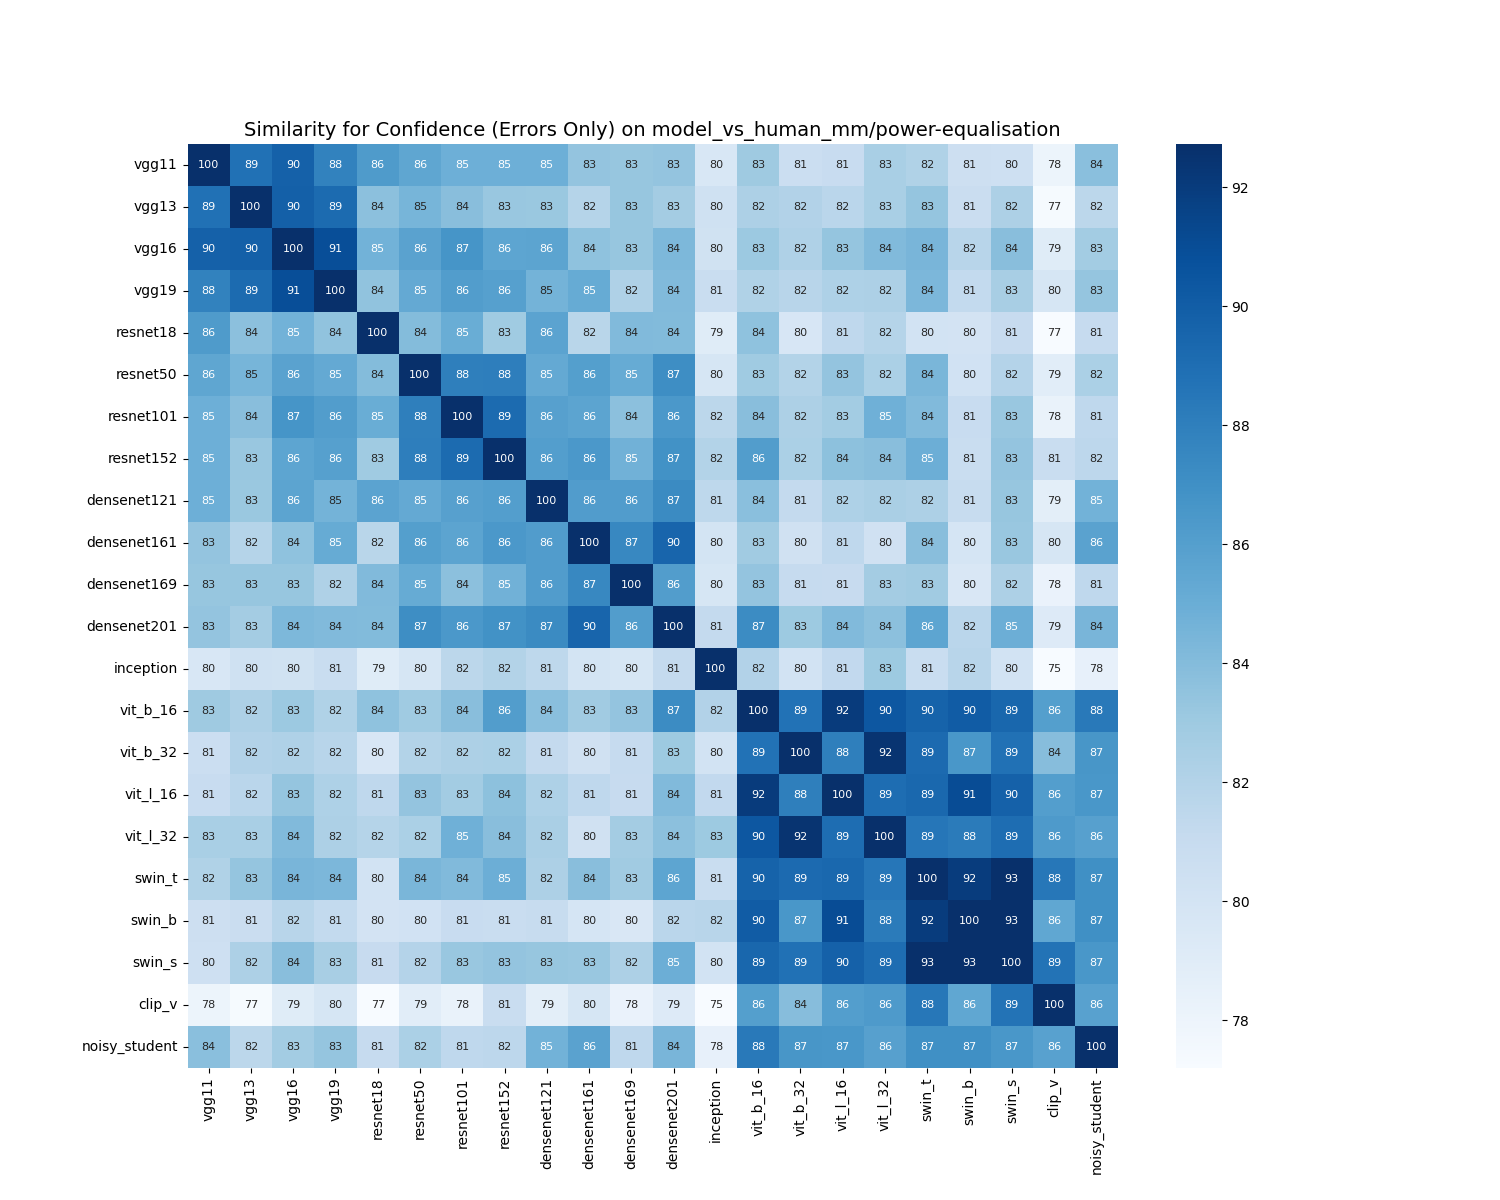 Similarity for Confidence (Errors Only) on model_vs_human_mm/power-equalisation
vgg11 100 89 90 88 86 86 85 85 85 83 83 83 80 83 81 81 83 82 81 80 78 84
vgg13 89 100 90 89 84 85 84 83 83 82 83 83 80 82 82 82 83 83 81 82 77 82
vgg16 90 90 100 91 85 86 87 86 86 84 83 84 80 83 82 83 84 84 82 84 79 83
vgg19 88 89 91 100 84 85 86 86 85 85 82 84 81 82 82 82 82 84 81 83 80 83
resnet18 86 84 85 84 100 84 85 83 86 82 84 84 79 84 80 81 82 80 80 81 77 81
resnet50 86 85 86 85 84 100 88 88 85 86 85 87 80 83 82 83 82 84 80 82 79 82
resnet101 85 84 87 86 85 88 100 89 86 86 84 86 82 84 82 83 85 84 81 83 78 81
resnet152 85 83 86 86 83 88 89 100 86 86 85 87 82 86 82 84 84 85 81 83 81 82
densenet121 85 83 86 85 86 85 86 86 100 86 86 87 81 84 81 82 82 82 81 83 79 85
densenet161 83 82 84 85 82 86 86 86 86 100 87 90 80 83 80 81 80 84 80 83 80 86
densenet169 83 83 83 82 84 85 84 85 86 87 100 86 80 83 81 81 83 83 80 82 78 81
densenet201 83 83 84 84 84 87 86 87 87 90 86 100 81 87 83 84 84 86 82 85 79 84
inception 80 80 80 81 79 80 82 82 81 80 80 81 100 82 80 81 83 81 82 80 75 78
vit_b_16 83 82 83 82 84 83 84 86 84 83 83 87 82 100 89 92 90 90 90 89 86 88
vit_b_32 81 82 82 82 80 82 82 82 81 80 81 83 80 89 100 88 92 89 87 89 84 87
vit_l_16 81 82 83 82 81 83 83 84 82 81 81 84 81 92 88 100 89 89 91 90 86 87
vit_l_32 83 83 84 82 82 82 85 84 82 80 83 84 83 90 92 89 100 89 88 89 86 86
swin_t 82 83 84 84 80 84 84 85 82 84 83 86 81 90 89 89 89 100 92 93 88 87
swin_b 81 81 82 81 80 80 81 81 81 80 80 82 82 90 87 91 88 92 100 93 86 87
swin_s 80 82 84 83 81 82 83 83 83 83 82 85 80 89 89 90 89 93 93 100 89 87
clip_v 78 77 79 80 77 79 78 81 79 80 78 79 75 86 84 86 86 88 86 89 100 86
noisy_student 84 82 83 83 81 82 81 82 85 86 81 84 78 88 87 87 86 87 87 87 86 100
vgg11 vgg13 vgg16 vgg19 resnet18 resnet50 resnet101 resnet152 densenet121 densenet161 densenet169 densenet201 inception vit_b_16 vit_b_32 vit_l_16 vit_l_32 swin_t swin_b swin_s clip_v noisy_student
92
90
88
86
84
82
80
78